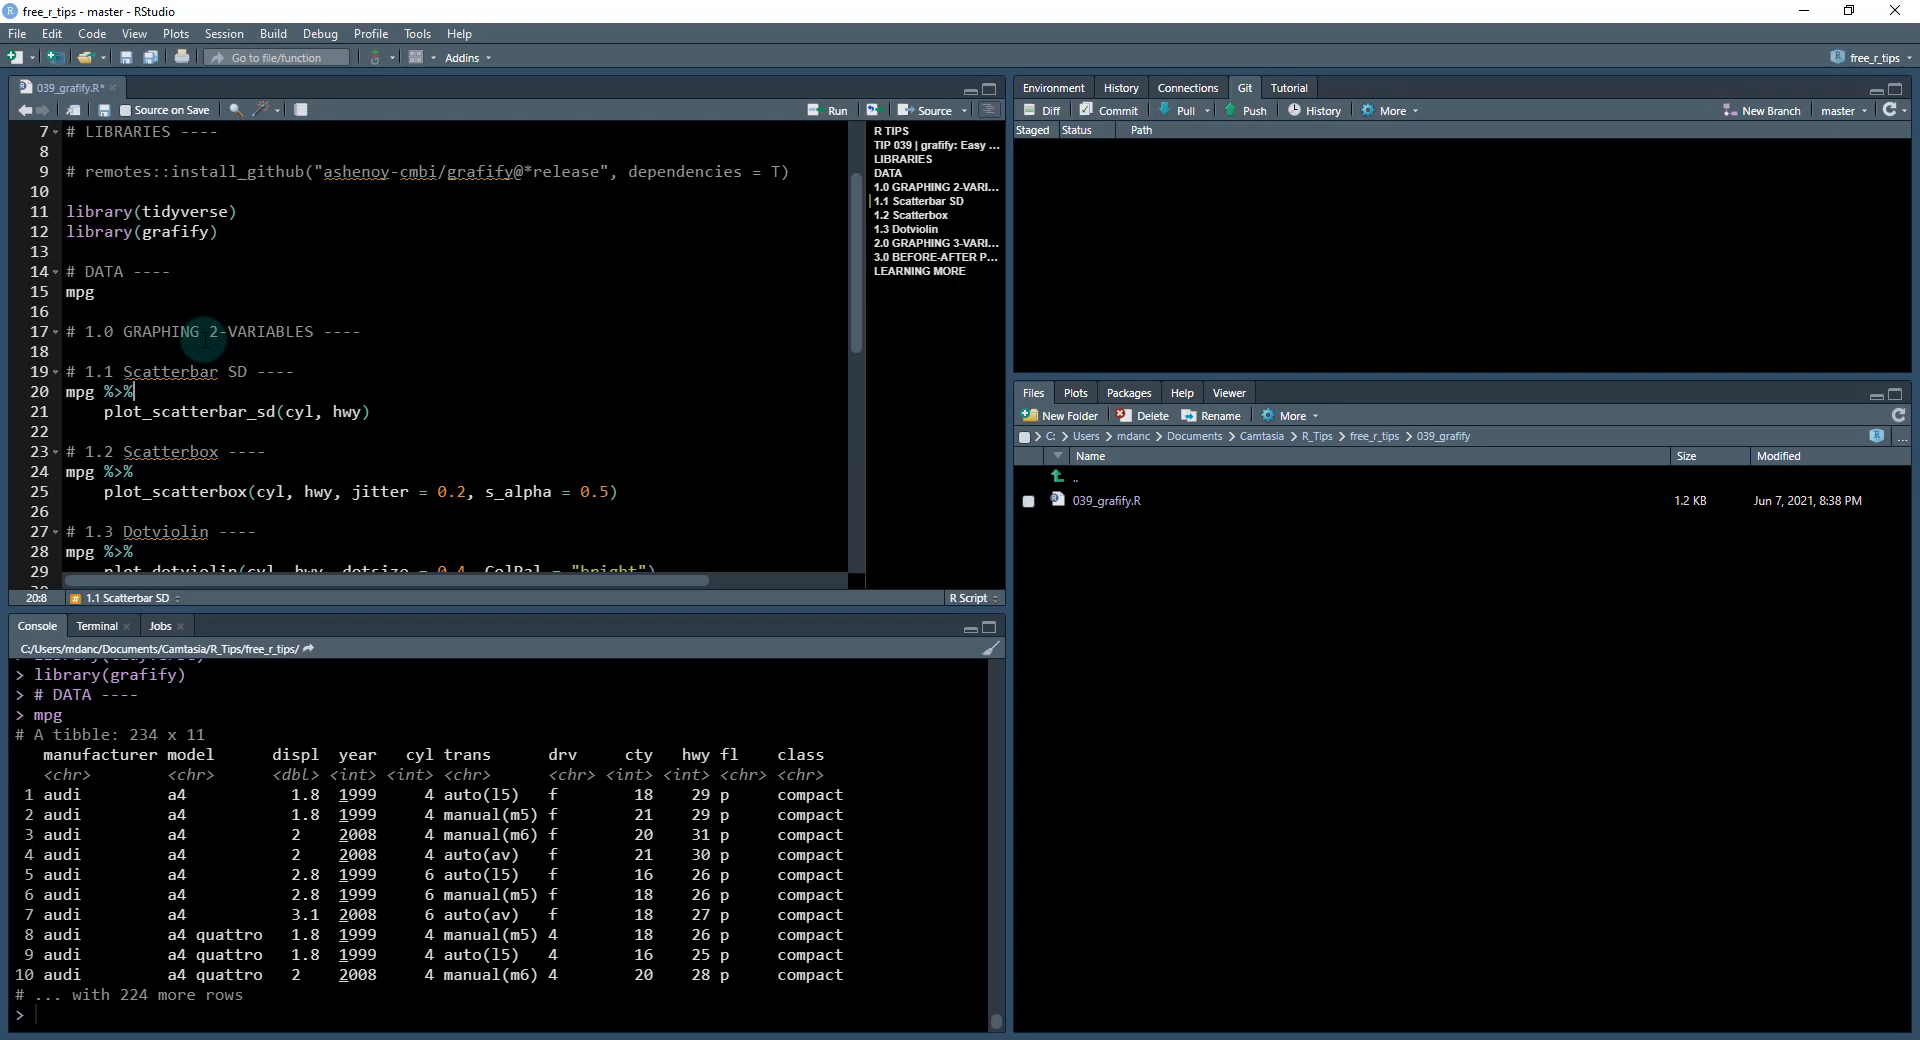 free_r_tips - master - RStudio
File Edit Code View Plots Session Build Debug Profile Tools Help
Go to file/function Addins free_r_tips
039_grafify.R*
Source on Save Run Source
7 # LIBRARIES ----
8
9 # remotes::install_github("ashenoy-cmbi/grafify@*release", dependencies = T)
10
11 library(tidyverse)
12 library(grafify)
13
14 # DATA ----
15 mpg
16
17 # 1.0 GRAPHING 2-VARIABLES ----
18
19 # 1.1 Scatterbar SD ----
20 mpg %>%
21 plot_scatterbar_sd(cyl, hwy)
22
23 # 1.2 Scatterbox ----
24 mpg %>%
25 plot_scatterbox(cyl, hwy, jitter = 0.2, s_alpha = 0.5)
26
27 # 1.3 Dotviolin ----
28 mpg %>%
29 plot_dotviolin(cyl, hwy, dotsize = 0.4, ColPal = "bright")
R TIPS
TIP 039 | grafify: Easy ...
LIBRARIES
DATA
1.0 GRAPHING 2-VARI...
1.1 Scatterbar SD
1.2 Scatterbox
1.3 Dotviolin
2.0 GRAPHING 3-VARI...
3.0 BEFORE-AFTER P...
LEARNING MORE
20:8 # 1.1 Scatterbar SD R Script
Console Terminal Jobs
C:/Users/mdanc/Documents/Camtasia/R_Tips/free_r_tips/
> library(grafify)
> # DATA ----
> mpg
# A tibble: 234 x 11
manufacturer model displ year cyl trans drv cty hwy fl class
<chr> <chr> <dbl> <int> <int> <chr> <chr> <int> <int> <chr> <chr>
1 audi a4 1.8 1999 4 auto(l5) f 18 29 p compact
2 audi a4 1.8 1999 4 manual(m5) f 21 29 p compact
3 audi a4 2 2008 4 manual(m6) f 20 31 p compact
4 audi a4 2 2008 4 auto(av) f 21 30 p compact
5 audi a4 2.8 1999 6 auto(l5) f 16 26 p compact
6 audi a4 2.8 1999 6 manual(m5) f 18 26 p compact
7 audi a4 3.1 2008 6 auto(av) f 18 27 p compact
8 audi a4 quattro 1.8 1999 4 manual(m5) 4 18 26 p compact
9 audi a4 quattro 1.8 1999 4 auto(l5) 4 16 25 p compact
10 audi a4 quattro 2 2008 4 manual(m6) 4 20 28 p compact
# ... with 224 more rows
>
Environment History Connections Git Tutorial
Diff Commit Pull Push History More New Branch master
Staged Status Path
Files Plots Packages Help Viewer
New Folder Delete Rename More
C: > Users > mdanc > Documents > Camtasia > R_Tips > free_r_tips > 039_grafify ...
Name Size Modified
..
039_grafify.R 1.2 KB Jun 7, 2021, 8:38 PM